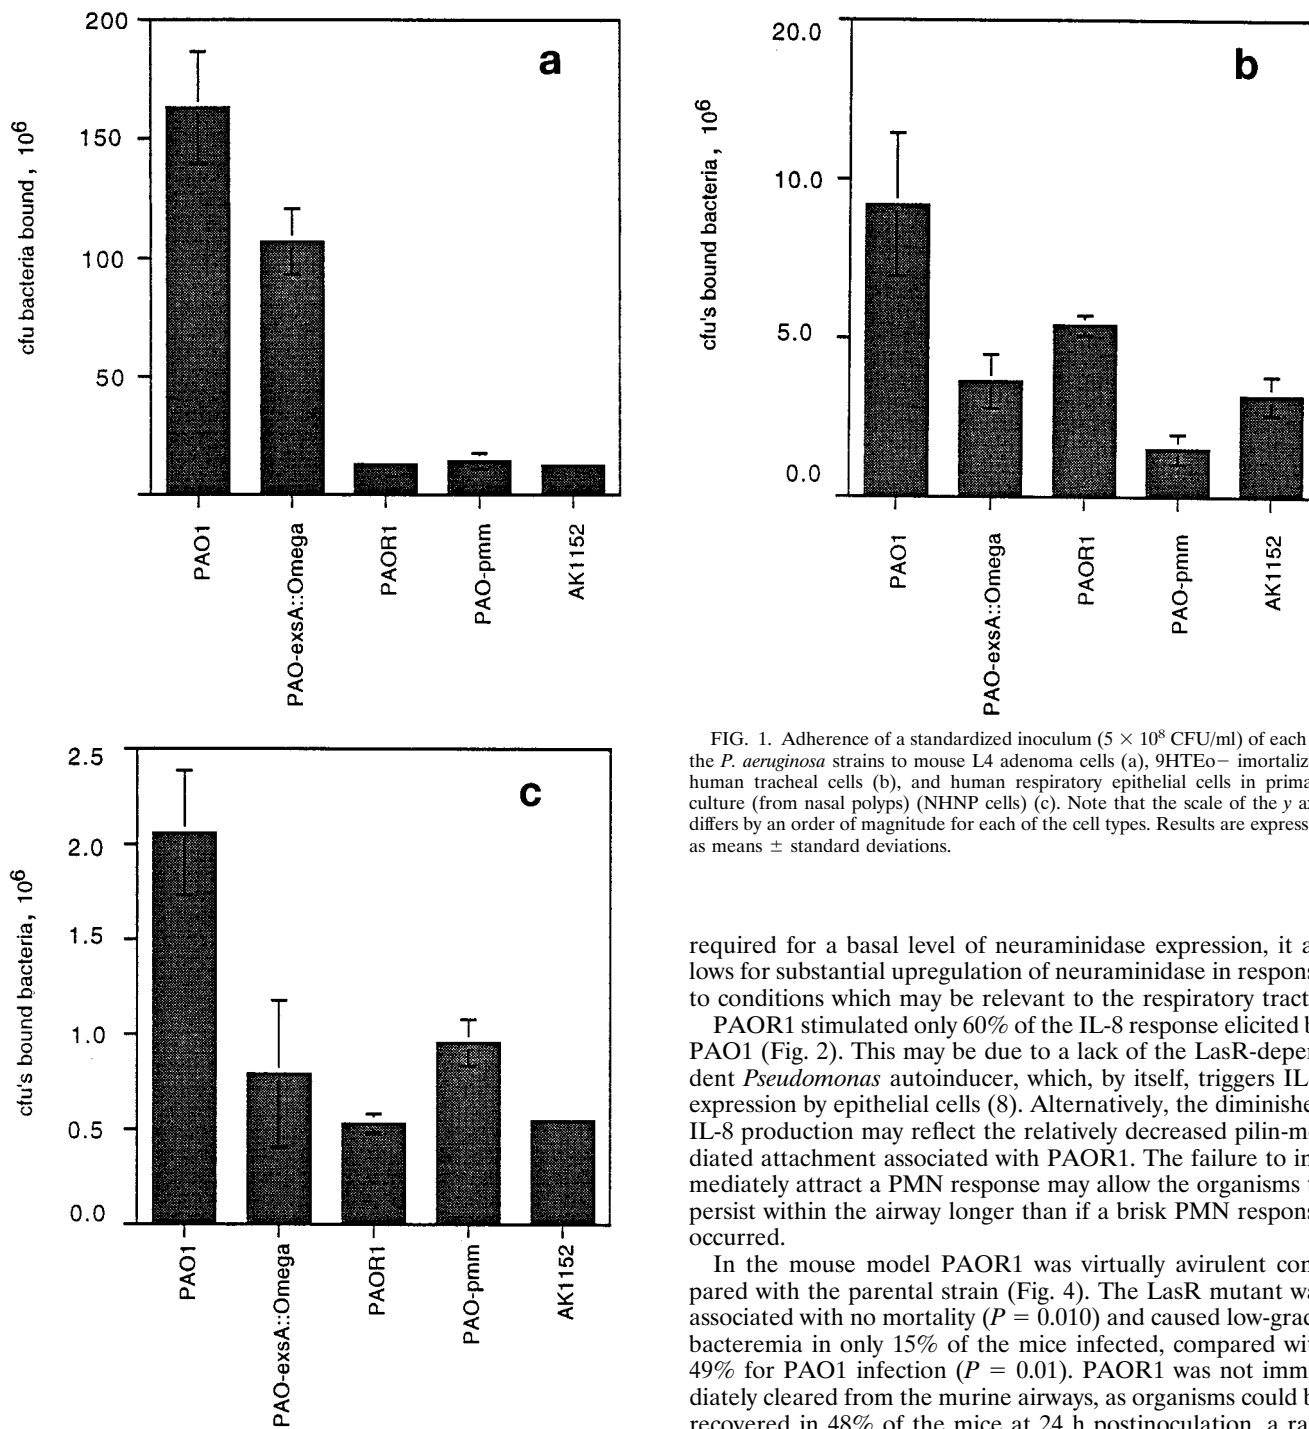 200
150
100
50
cfu bacteria bound , 10⁶
a
PAO1
PAO-exsA::Omega
PAOR1
PAO-pmm
AK1152
20.0
10.0
5.0
0.0
cfu's bound bacteria , 10⁶
b
PAO1
PAO-exsA::Omega
PAOR1
PAO-pmm
AK1152
2.5
2.0
1.5
1.0
0.5
0.0
cfu's bound bacteria, 10⁶
c
PAO1
PAO-exsA::Omega
PAOR1
PAO-pmm
AK1152
FIG. 1. Adherence of a standardized inoculum (5 × 10⁸ CFU/ml) of each
the P. aeruginosa strains to mouse L4 adenoma cells (a), 9HTEo− imortaliz
human tracheal cells (b), and human respiratory epithelial cells in prima
culture (from nasal polyps) (NHNP cells) (c). Note that the scale of the y ax
differs by an order of magnitude for each of the cell types. Results are express
as means ± standard deviations.
required for a basal level of neuraminidase expression, it a
lows for substantial upregulation of neuraminidase in respons
to conditions which may be relevant to the respiratory tract
PAOR1 stimulated only 60% of the IL-8 response elicited b
PAO1 (Fig. 2). This may be due to a lack of the LasR-depen
dent Pseudomonas autoinducer, which, by itself, triggers IL-
expression by epithelial cells (8). Alternatively, the diminishe
IL-8 production may reflect the relatively decreased pilin-me
diated attachment associated with PAOR1. The failure to im
mediately attract a PMN response may allow the organisms t
persist within the airway longer than if a brisk PMN respons
occurred.
In the mouse model PAOR1 was virtually avirulent com
pared with the parental strain (Fig. 4). The LasR mutant wa
associated with no mortality (P = 0.010) and caused low-grad
bacteremia in only 15% of the mice infected, compared wit
49% for PAO1 infection (P = 0.01). PAOR1 was not imme
diately cleared from the murine airways, as organisms could b
recovered in 48% of the mice at 24 h postinoculation, a ra